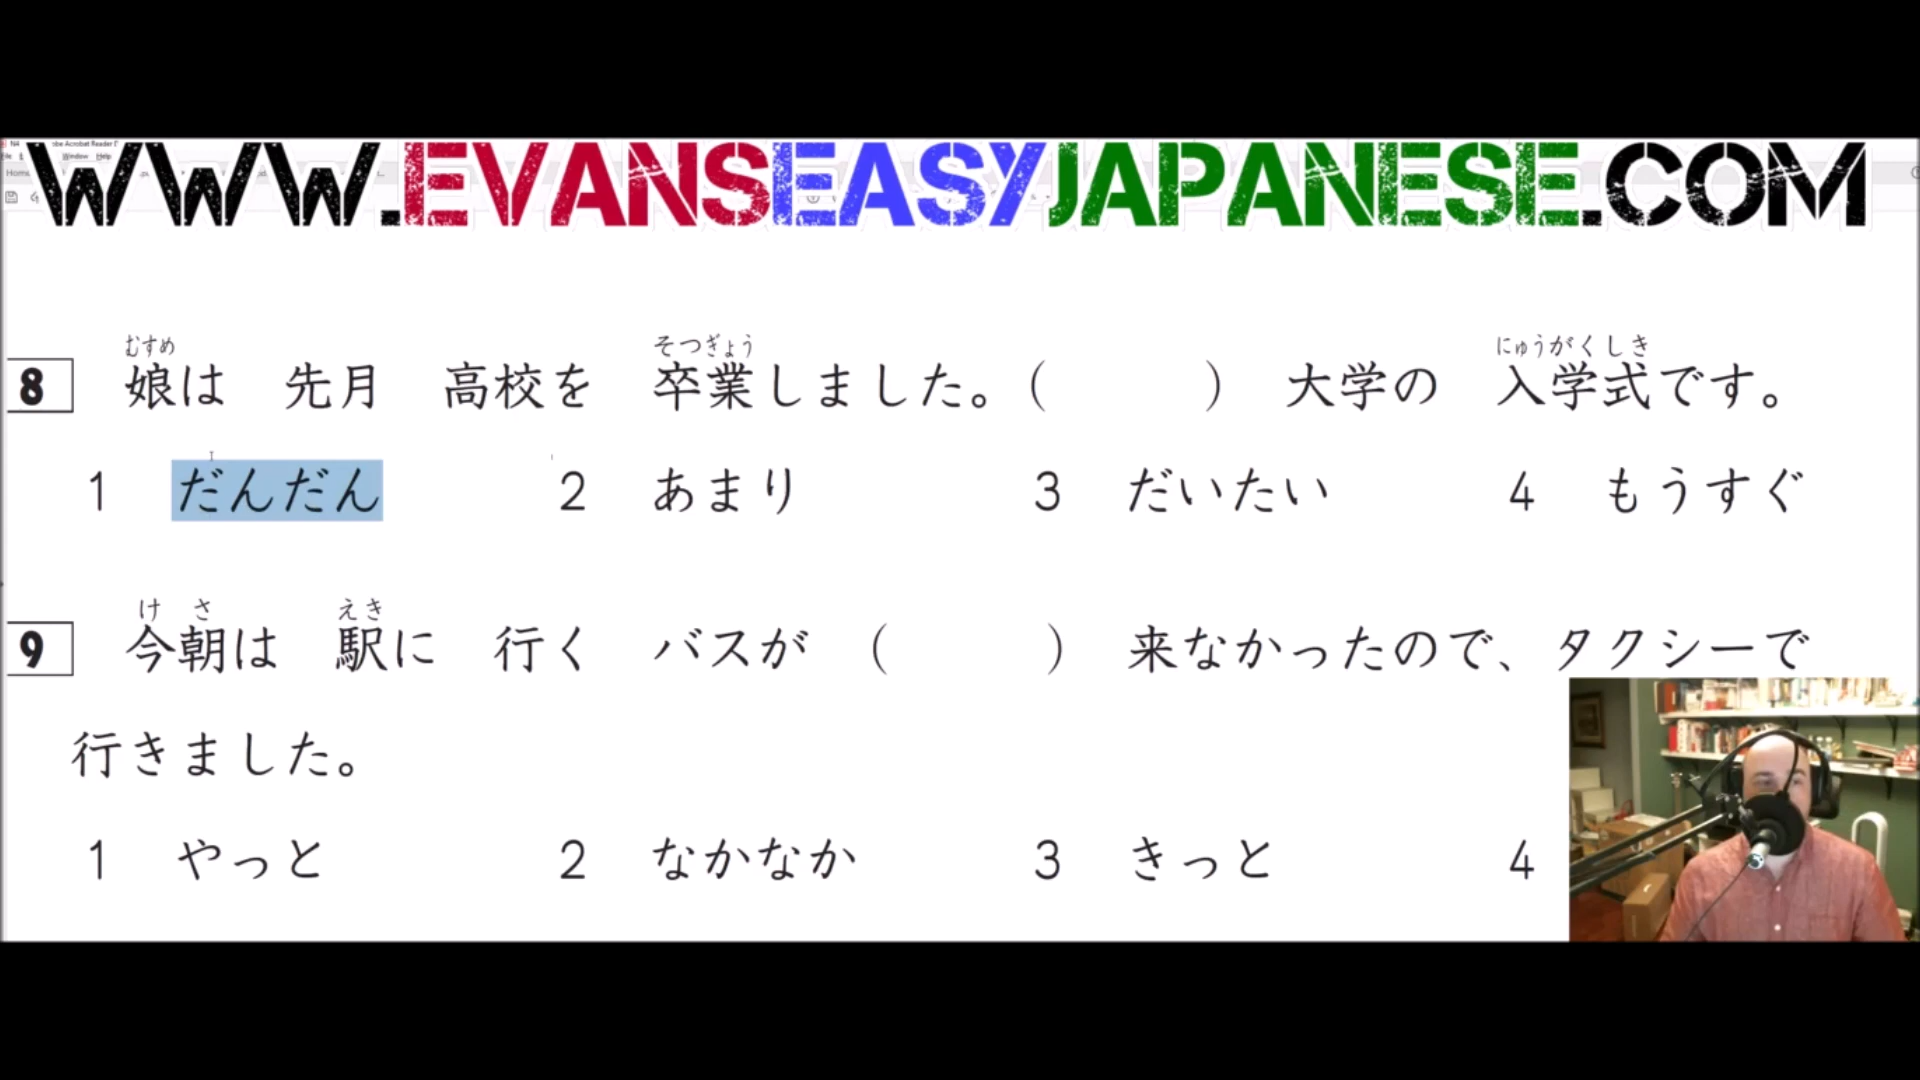 WWW.EVANSEASYJAPANESE.COM
Window Help
Home
むすめ そつぎょう にゅうがくしき
8 娘は 先月 高校を 卒業しました。( ) 大学の 入学式です。
1 だんだん 2 あまり 3 だいたい 4 もうすぐ
けさ えき
9 今朝は 駅に 行く バスが ( ) 来なかったので、タクシーで
行きました。
1 やっと 2 なかなか 3 きっと 4